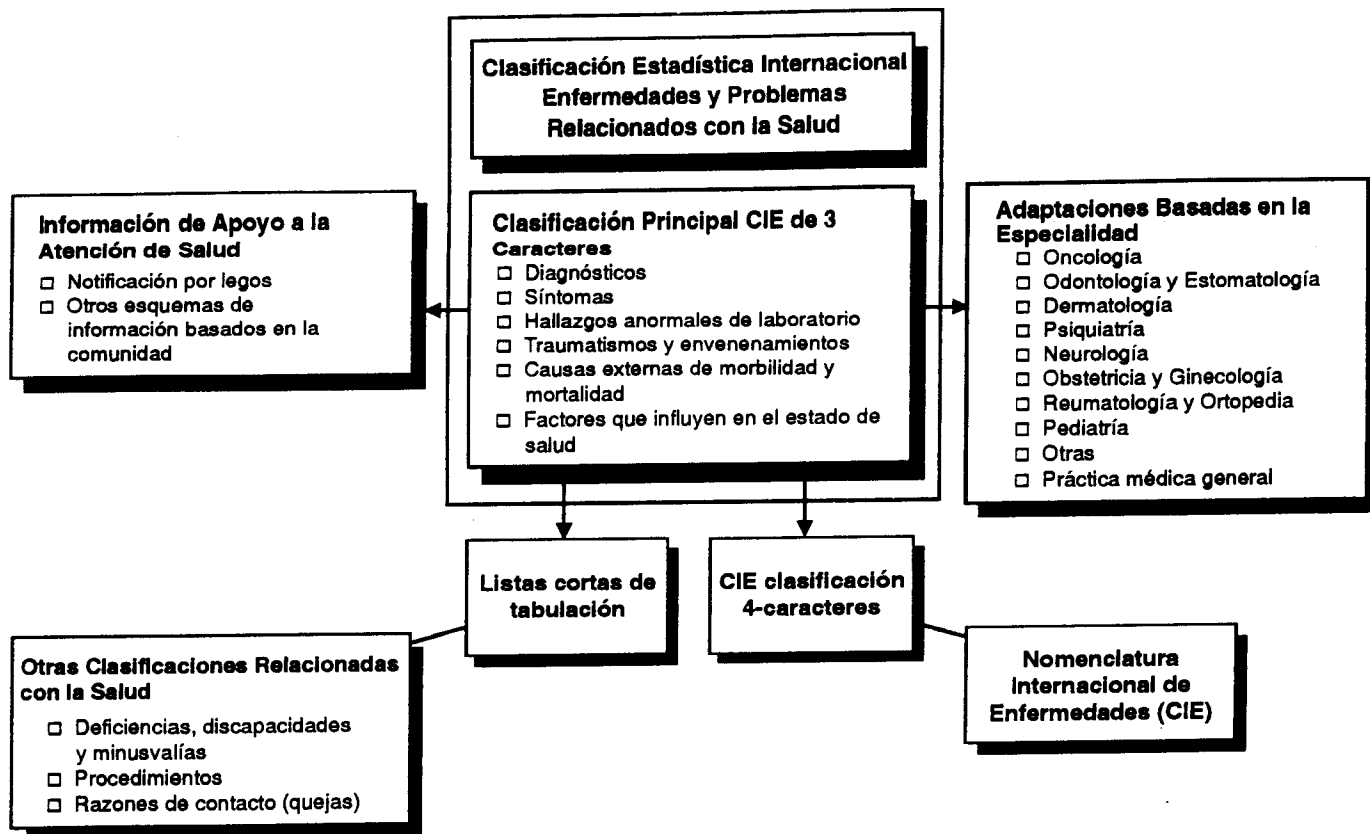 Clasificación Estadística Internacional
Enfermedades y Problemas
Relacionados con la Salud
Información de Apoyo a la
Atención de Salud
□ Notificación por legos
□ Otros esquemas de
información basados en la
comunidad
Clasificación Principal CIE de 3
Caracteres
□ Diagnósticos
□ Síntomas
□ Hallazgos anormales de laboratorio
□ Traumatismos y envenenamientos
□ Causas externas de morbilidad y
mortalidad
□ Factores que influyen en el estado de
salud
Adaptaciones Basadas en la
Especialidad
□ Oncología
□ Odontología y Estomatología
□ Dermatología
□ Psiquiatría
□ Neurología
□ Obstetricia y Ginecología
□ Reumatología y Ortopedia
□ Pediatría
□ Otras
□ Práctica médica general
Listas cortas de
tabulación
CIE clasificación
4-caracteres
Otras Clasificaciones Relacionadas
con la Salud
□ Deficiencias, discapacidades
y minusvalías
□ Procedimientos
□ Razones de contacto (quejas)
Nomenclatura
Internacional de
Enfermedades (CIE)